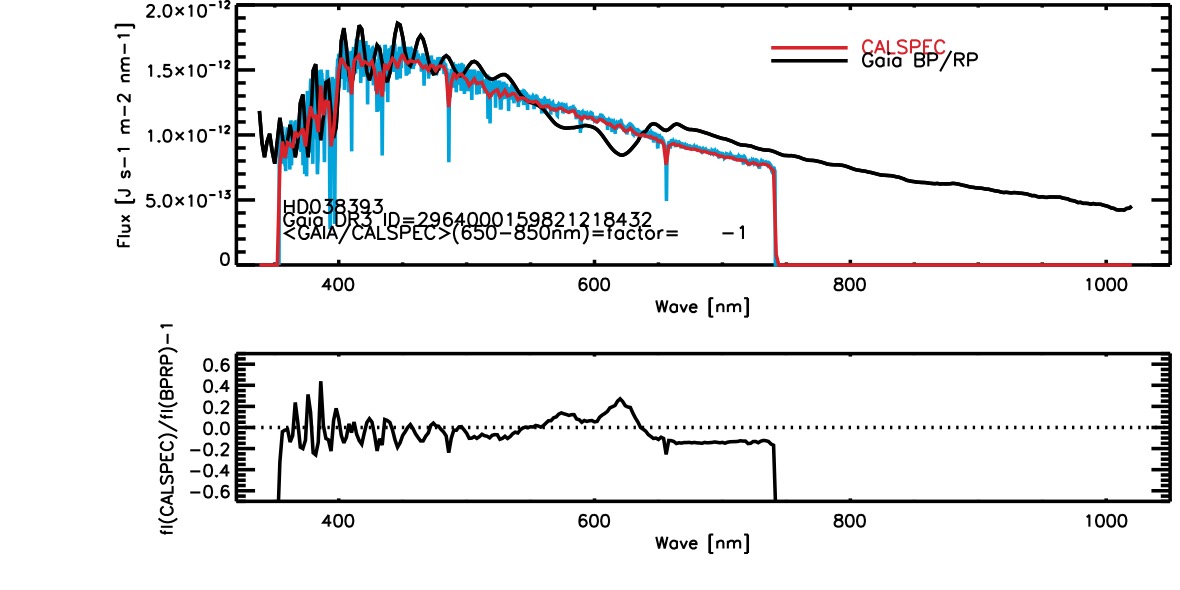 2.0×10−12
1.5×10−12
1.0×10−12
5.0×10−13
0
Flux [J s−1 m−2 nm−1]
CALSPEC
Gaia BP/RP
HD038393
Gaia DR3 ID=2964000159821218432
<GAIA/CALSPEC>(650−850nm)=factor= −1
400 600 800 1000
Wave [nm]
0.6
0.4
0.2
0.0
−0.2
−0.4
−0.6
fl(CALSPEC)/fl(BPRP)−1
400 600 800 1000
Wave [nm]